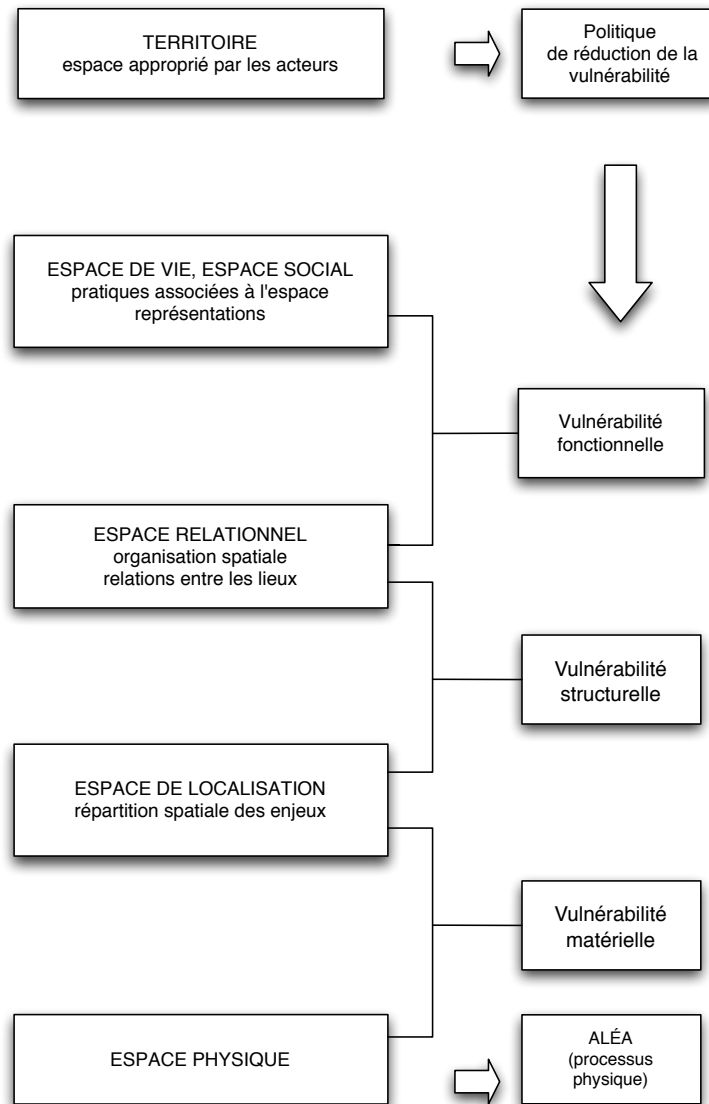 TERRITOIRE
espace approprié par les acteurs
Politique
de réduction de la
vulnérabilité
ESPACE DE VIE, ESPACE SOCIAL
pratiques associées à l'espace
représentations
Vulnérabilité
fonctionnelle
ESPACE RELATIONNEL
organisation spatiale
relations entre les lieux
Vulnérabilité
structurelle
ESPACE DE LOCALISATION
répartition spatiale des enjeux
Vulnérabilité
matérielle
ESPACE PHYSIQUE
ALÉA
(processus
physique)